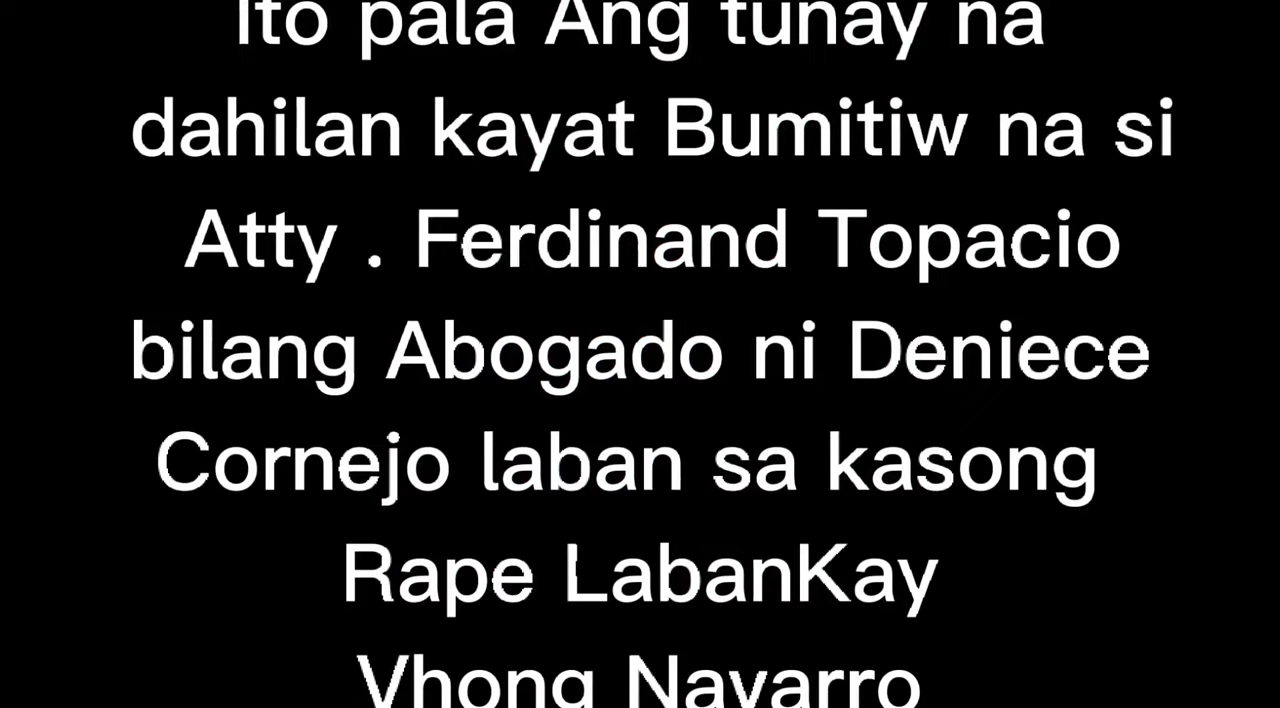 Ito pala Ang tunay na
dahilan kayat Bumitiw na si
Atty . Ferdinand Topacio
bilang Abogado ni Deniece
Cornejo laban sa kasong
Rape LabanKay
Vhong Navarro